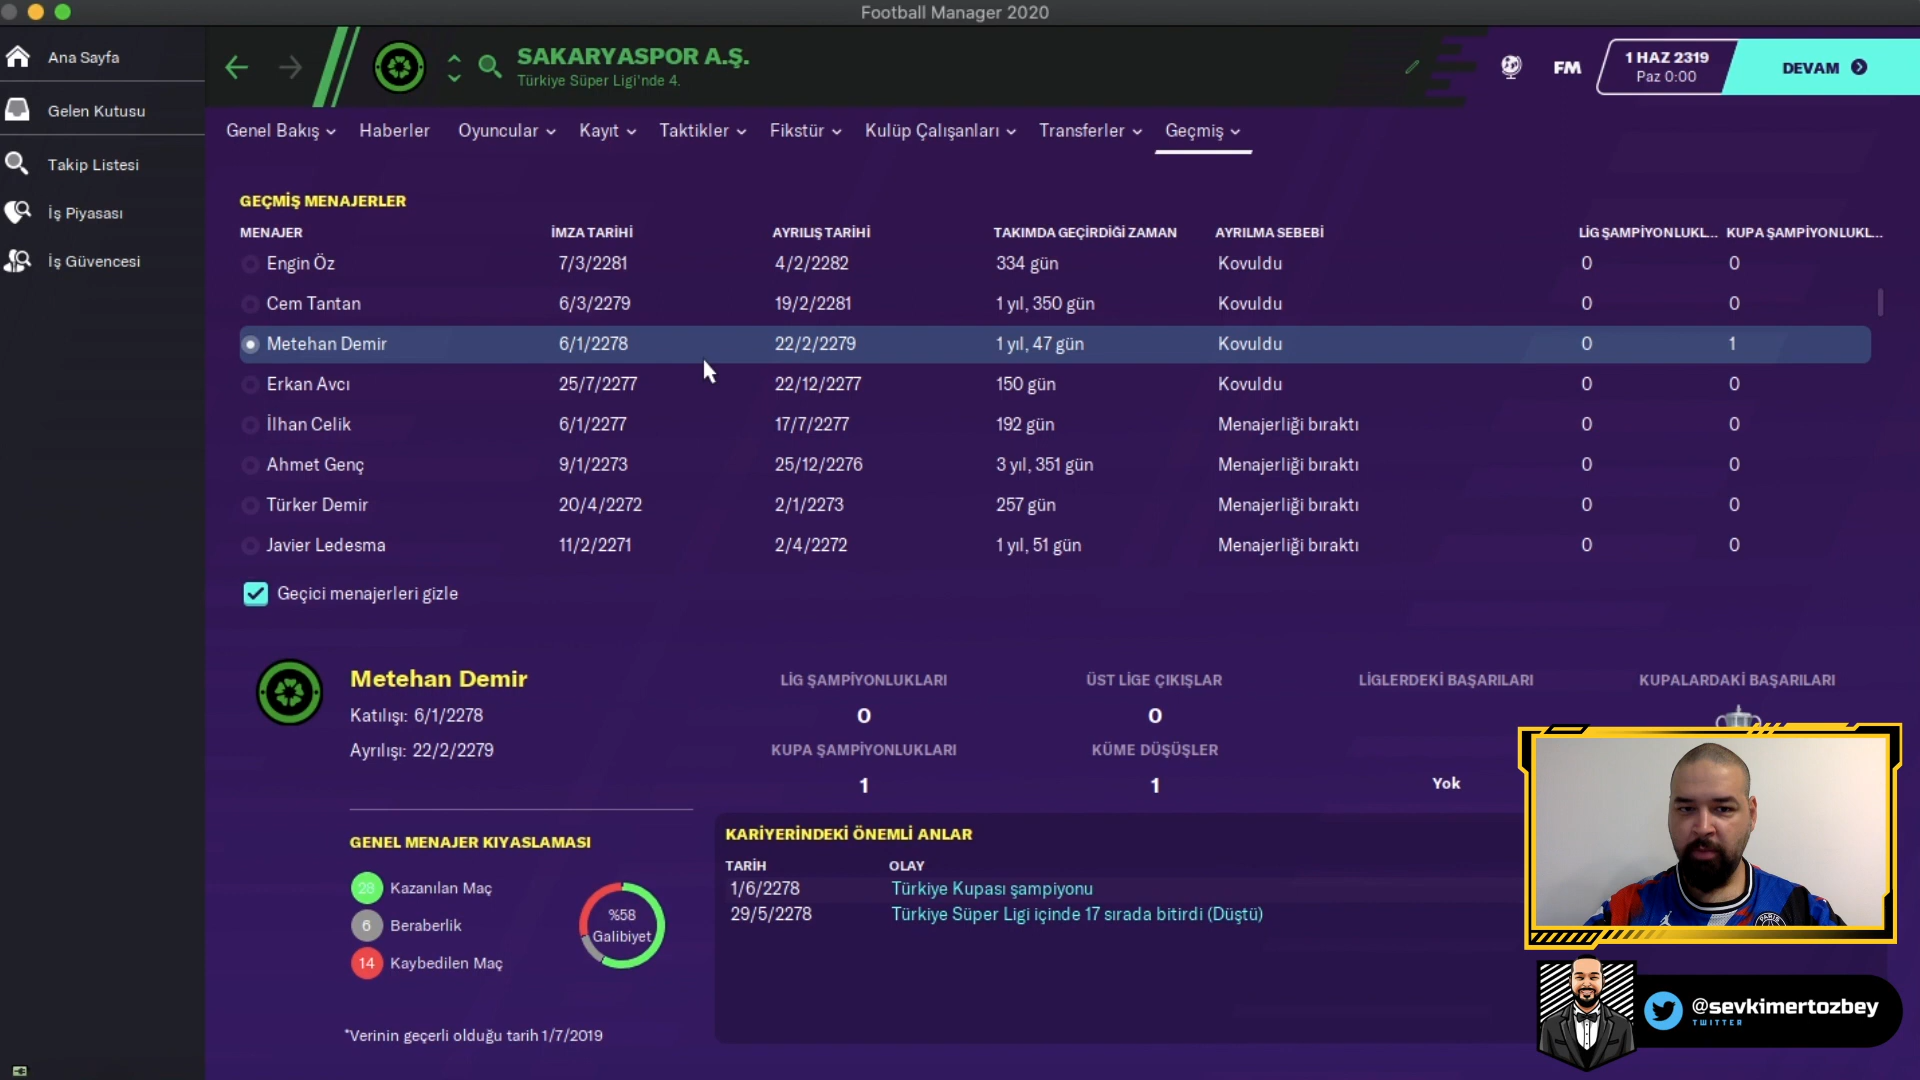 Football Manager 2020
Ana Sayfa
Gelen Kutusu
Takip Listesi
İş Piyasası
İş Güvencesi
SAKARYASPOR A.Ş.
Türkiye Süper Ligi'nde 4.
FM
1 HAZ 2319
Paz 0:00
DEVAM
Genel Bakış Haberler Oyuncular Kayıt Taktikler Fikstür Kulüp Çalışanları Transferler Geçmiş
GEÇMİŞ MENAJERLER
MENAJER İMZA TARİHİ AYRILIŞ TARİHİ TAKIMDA GEÇİRDİĞİ ZAMAN AYRILMA SEBEBİ LİG ŞAMPİYONLUKL... KUPA ŞAMPİYONLUKL...
Engin Öz 7/3/2281 4/2/2282 334 gün Kovuldu 0 0
Cem Tantan 6/3/2279 19/2/2281 1 yıl, 350 gün Kovuldu 0 0
Metehan Demir 6/1/2278 22/2/2279 1 yıl, 47 gün Kovuldu 0 1
Erkan Avcı 25/7/2277 22/12/2277 150 gün Kovuldu 0 0
İlhan Celik 6/1/2277 17/7/2277 192 gün Menajerliği bıraktı 0 0
Ahmet Genç 9/1/2273 25/12/2276 3 yıl, 351 gün Menajerliği bıraktı 0 0
Türker Demir 20/4/2272 2/1/2273 257 gün Menajerliği bıraktı 0 0
Javier Ledesma 11/2/2271 2/4/2272 1 yıl, 51 gün Menajerliği bıraktı 0 0
Geçici menajerleri gizle
Metehan Demir
Katılışı: 6/1/2278
Ayrılışı: 22/2/2279
LİG ŞAMPİYONLUKLARI ÜST LİGE ÇIKIŞLAR LİGLERDEKİ BAŞARILARI KUPALARDAKİ BAŞARILARI
0 0
KUPA ŞAMPİYONLUKLARI KÜME DÜŞÜŞLER
1 1
Yok
GENEL MENAJER KIYASLAMASI
28 Kazanılan Maç
6 Beraberlik
14 Kaybedilen Maç
%58
Galibiyet
*Verinin geçerli olduğu tarih 1/7/2019
KARİYERİNDEKİ ÖNEMLİ ANLAR
TARİH OLAY
1/6/2278 Türkiye Kupası şampiyonu
29/5/2278 Türkiye Süper Ligi içinde 17 sırada bitirdi (Düştü)
PARIS
@sevkimertozbey
TWITTER